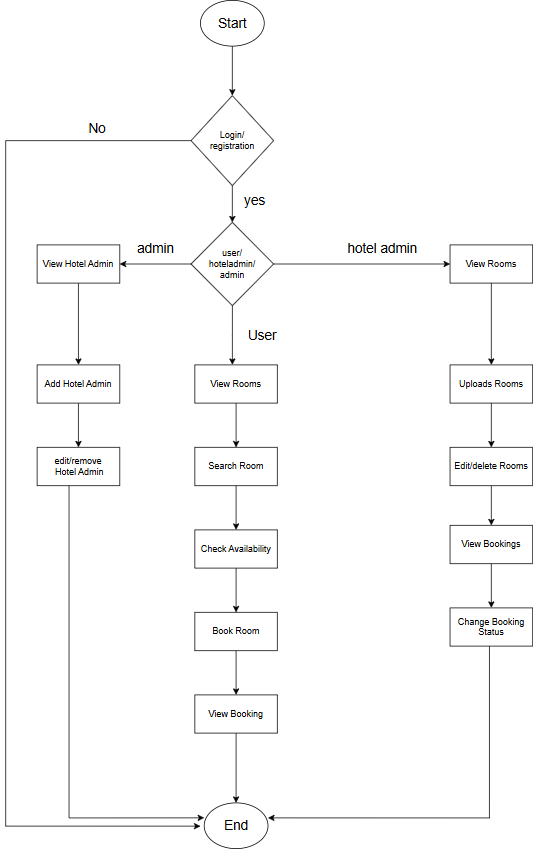 Start
Login/
registration
No
yes
user/
hoteladmin/
admin
admin
hotel admin
User
View Hotel Admin
View Rooms
Add Hotel Admin
View Rooms
Uploads Rooms
edit/remove
Hotel Admin
Search Room
Edit/delete Rooms
Check Availability
View Bookings
Book Room
Change Booking
Status
View Booking
End